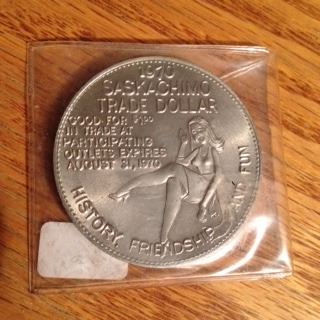 1970
SASKACHIMO
TRADE DOLLAR
GOOD FOR $1.00
IN TRADE AT
PARTICIPATING
OUTLETS EXPIRES
AUGUST 31, 1970
HISTORY, FRIENDSHIP AND FUN